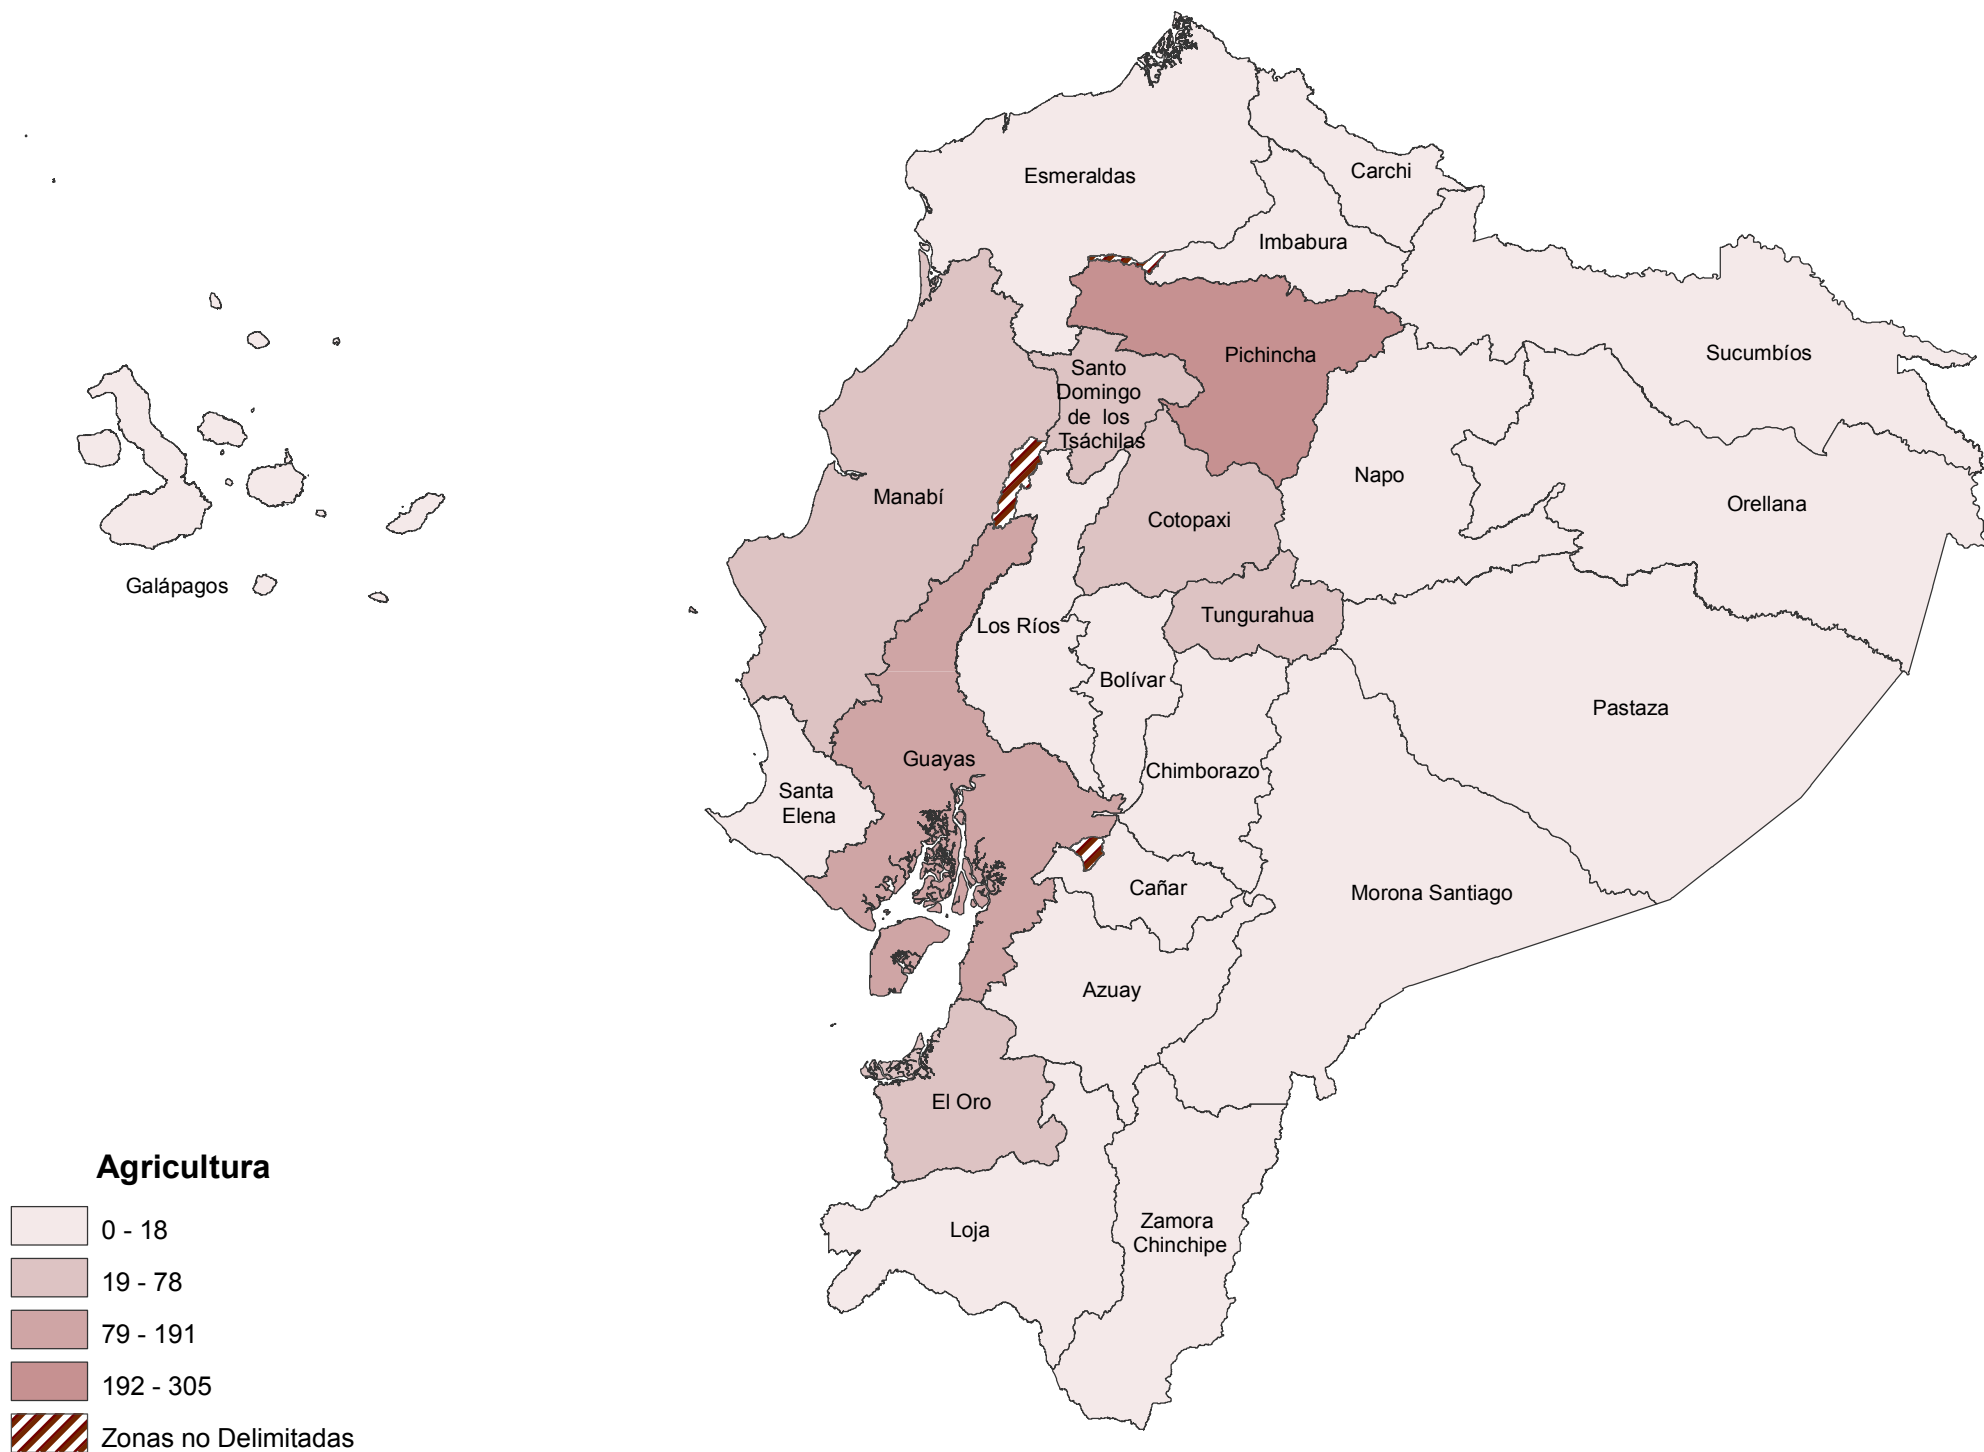 Esmeraldas
Carchi
Imbabura
Pichincha
Sucumbíos
Santo
Domingo
de los
Tsáchilas
Napo
Manabí
Orellana
Cotopaxi
Galápagos
Tungurahua
Los Ríos
Bolívar
Pastaza
Guayas
Chimborazo
Santa
Elena
Cañar
Morona Santiago
Azuay
El Oro
Loja
Zamora
Chinchipe
Agricultura
0 - 18
19 - 78
79 - 191
192 - 305
Zonas no Delimitadas